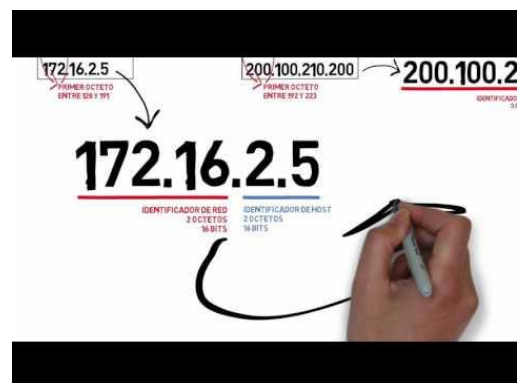 172.16.2.5
PRIMER OCTETO
ENTRE 128 Y 191
200.100.210.200
PRIMER OCTETO
ENTRE 192 Y 223
200.100.2
IDENTIFICADO
172.16.2.5
IDENTIFICADOR DE RED
2 OCTETOS
16 BITS
IDENTIFICADOR DE HOST
2 OCTETOS
16 BITS